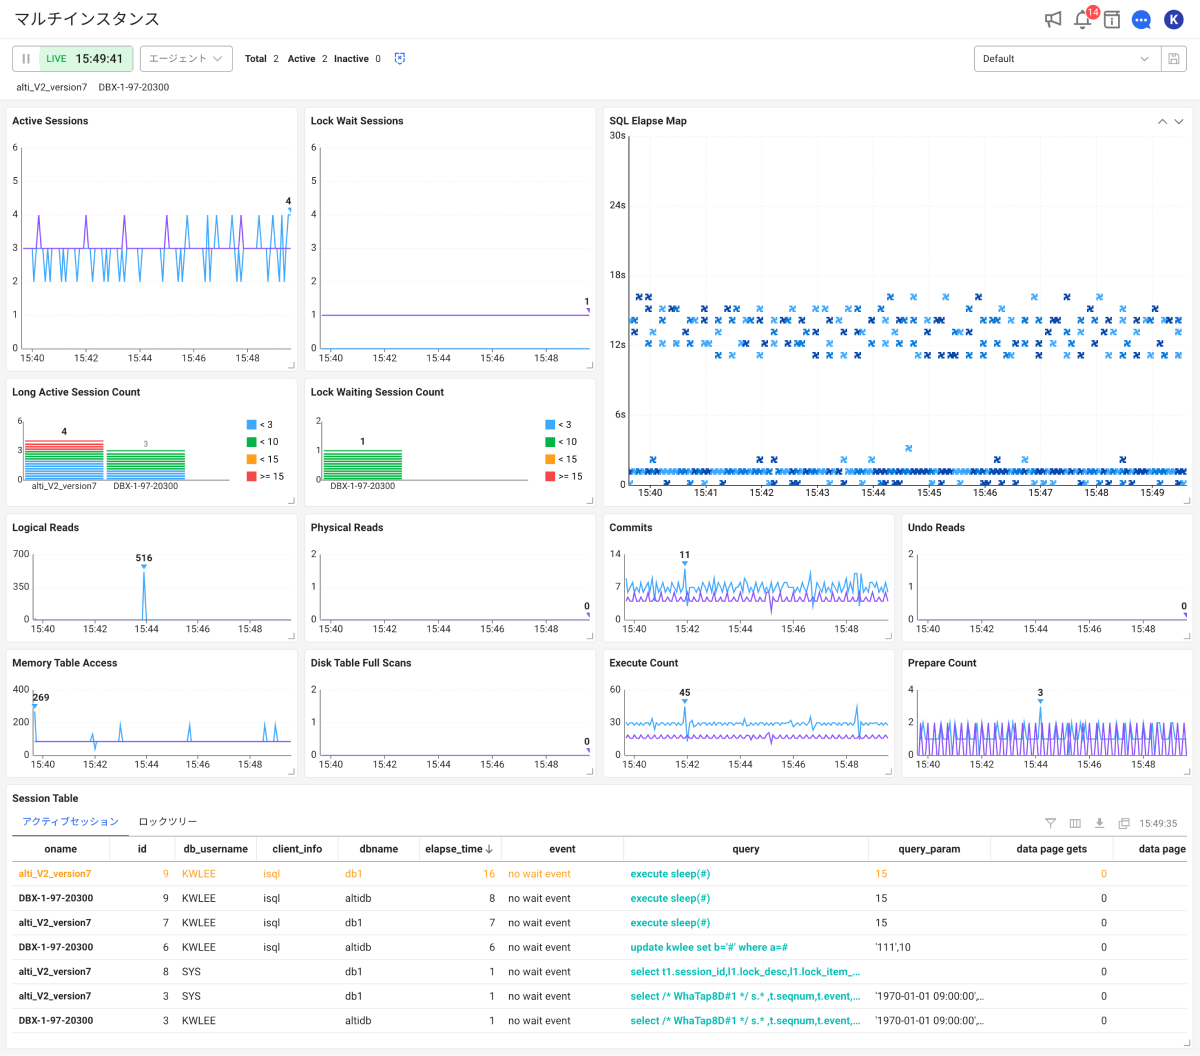 マルチインスタンス
14
K
LIVE 15:49:41 エージェント Total 2 Active 2 Inactive 0 Default
alti_V2_version7 DBX-1-97-20300
Active Sessions
6
5
4
3
2
1
0
4
15:40 15:42 15:44 15:46 15:48
Lock Wait Sessions
6
5
4
3
2
1
0
1
15:40 15:42 15:44 15:46 15:48
SQL Elapse Map
30s
24s
18s
12s
6s
0
15:40 15:41 15:42 15:43 15:44 15:45 15:46 15:47 15:48 15:49
Long Active Session Count
6
3
0
4
3
alti_V2_version7 DBX-1-97-20300
< 3
< 10
< 15
>= 15
Lock Waiting Session Count
2
1
0
1
DBX-1-97-20300
< 3
< 10
< 15
>= 15
Logical Reads
700
350
0
516
15:40 15:42 15:44 15:46 15:48
Physical Reads
2
1
0
0
15:40 15:42 15:44 15:46 15:48
Commits
14
7
0
11
15:40 15:42 15:44 15:46 15:48
Undo Reads
2
1
0
0
15:40 15:42 15:44 15:46 15:48
Memory Table Access
400
200
0
269
15:40 15:42 15:44 15:46 15:48
Disk Table Full Scans
2
1
0
0
15:40 15:42 15:44 15:46 15:48
Execute Count
60
30
0
45
15:40 15:42 15:44 15:46 15:48
Prepare Count
4
2
0
3
15:40 15:42 15:44 15:46 15:48
Session Table
アクティブセッション ロックツリー 15:49:35
oname id db_username client_info dbname elapse_time event query query_param data page gets data page
alti_V2_version7 9 KWLEE isql db1 16 no wait event execute sleep(#) 15 0
DBX-1-97-20300 9 KWLEE isql altidb 8 no wait event execute sleep(#) 15 0
alti_V2_version7 7 KWLEE isql db1 7 no wait event execute sleep(#) 15 0
DBX-1-97-20300 6 KWLEE isql altidb 6 no wait event update kwlee set b='#' where a=# '111',10 0
alti_V2_version7 8 SYS db1 1 no wait event select t1.session_id,l1.lock_desc,l1.lock_item_... 0
alti_V2_version7 3 SYS db1 1 no wait event select /* WhaTap8D#1 */ s.* ,t.seqnum,t.event,... '1970-01-01 09:00:00',... 0
DBX-1-97-20300 3 KWLEE altidb 1 no wait event select /* WhaTap8D#1 */ s.* ,t.seqnum,t.event,... '1970-01-01 09:00:00',... 0